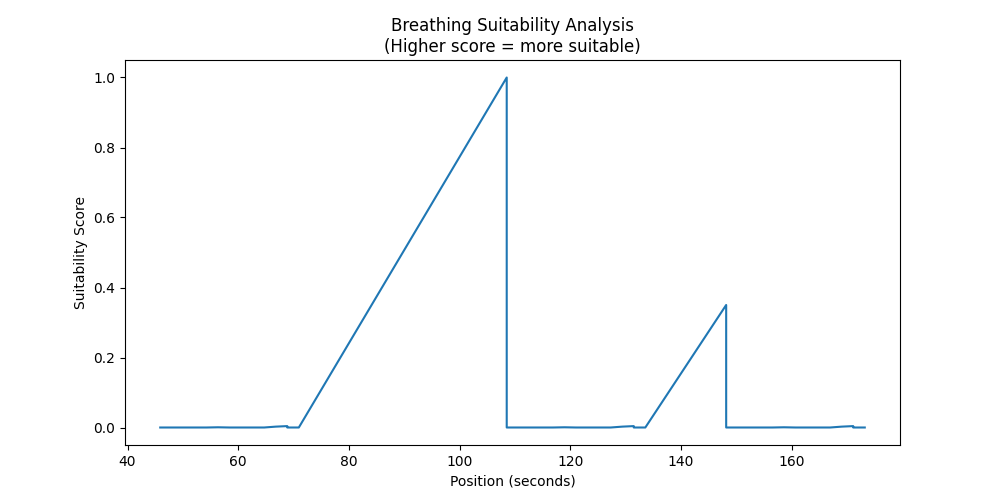 Breathing Suitability Analysis
(Higher score = more suitable)
1.0
0.8
0.6
0.4
0.2
0.0
Suitability Score
40 60 80 100 120 140 160
Position (seconds)